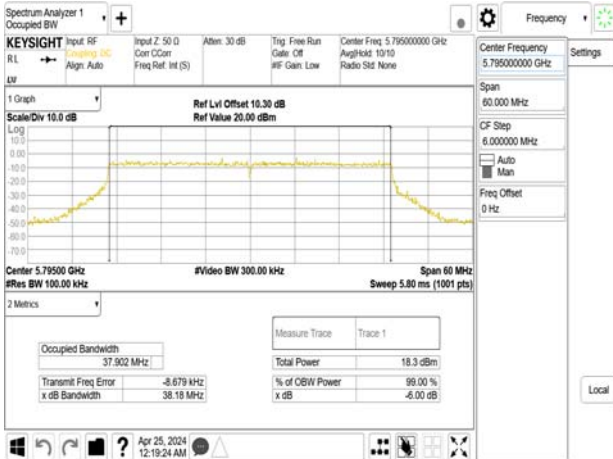 Spectrum Analyzer 1
Occupied BW
+
Frequency
KEYSIGHT
RL
Input: RF
Coupling: DC
Align: Auto
Input Z: 50 Ω
Corr CCorr
Freq Ref: Int (S)
Atten: 30 dB
Trig: Free Run
Gate: Off
#IF Gain: Low
Center Freq: 5.795000000 GHz
Avg|Hold: 10/10
Radio Std: None
Center Frequency
5.795000000 GHz
Settings
Span
60.000 MHz
CF Step
6.000000 MHz
Auto
Man
Freq Offset
0 Hz
Local
1 Graph
Scale/Div 10.0 dB
Ref Lvl Offset 10.30 dB
Ref Value 20.00 dBm
Log
10.0
0.00
-10.0
-20.0
-30.0
-40.0
-50.0
-60.0
-70.0
Center 5.79500 GHz
#Video BW 300.00 kHz
Span 60 MHz
#Res BW 100.00 kHz
Sweep 5.80 ms (1001 pts)
2 Metrics
Measure Trace Trace 1
Occupied Bandwidth
37.902 MHz
Total Power 18.3 dBm
Transmit Freq Error -8.679 kHz
% of OBW Power 99.00 %
x dB Bandwidth 38.18 MHz
x dB -6.00 dB
?
Apr 25, 2024
12:19:24 AM